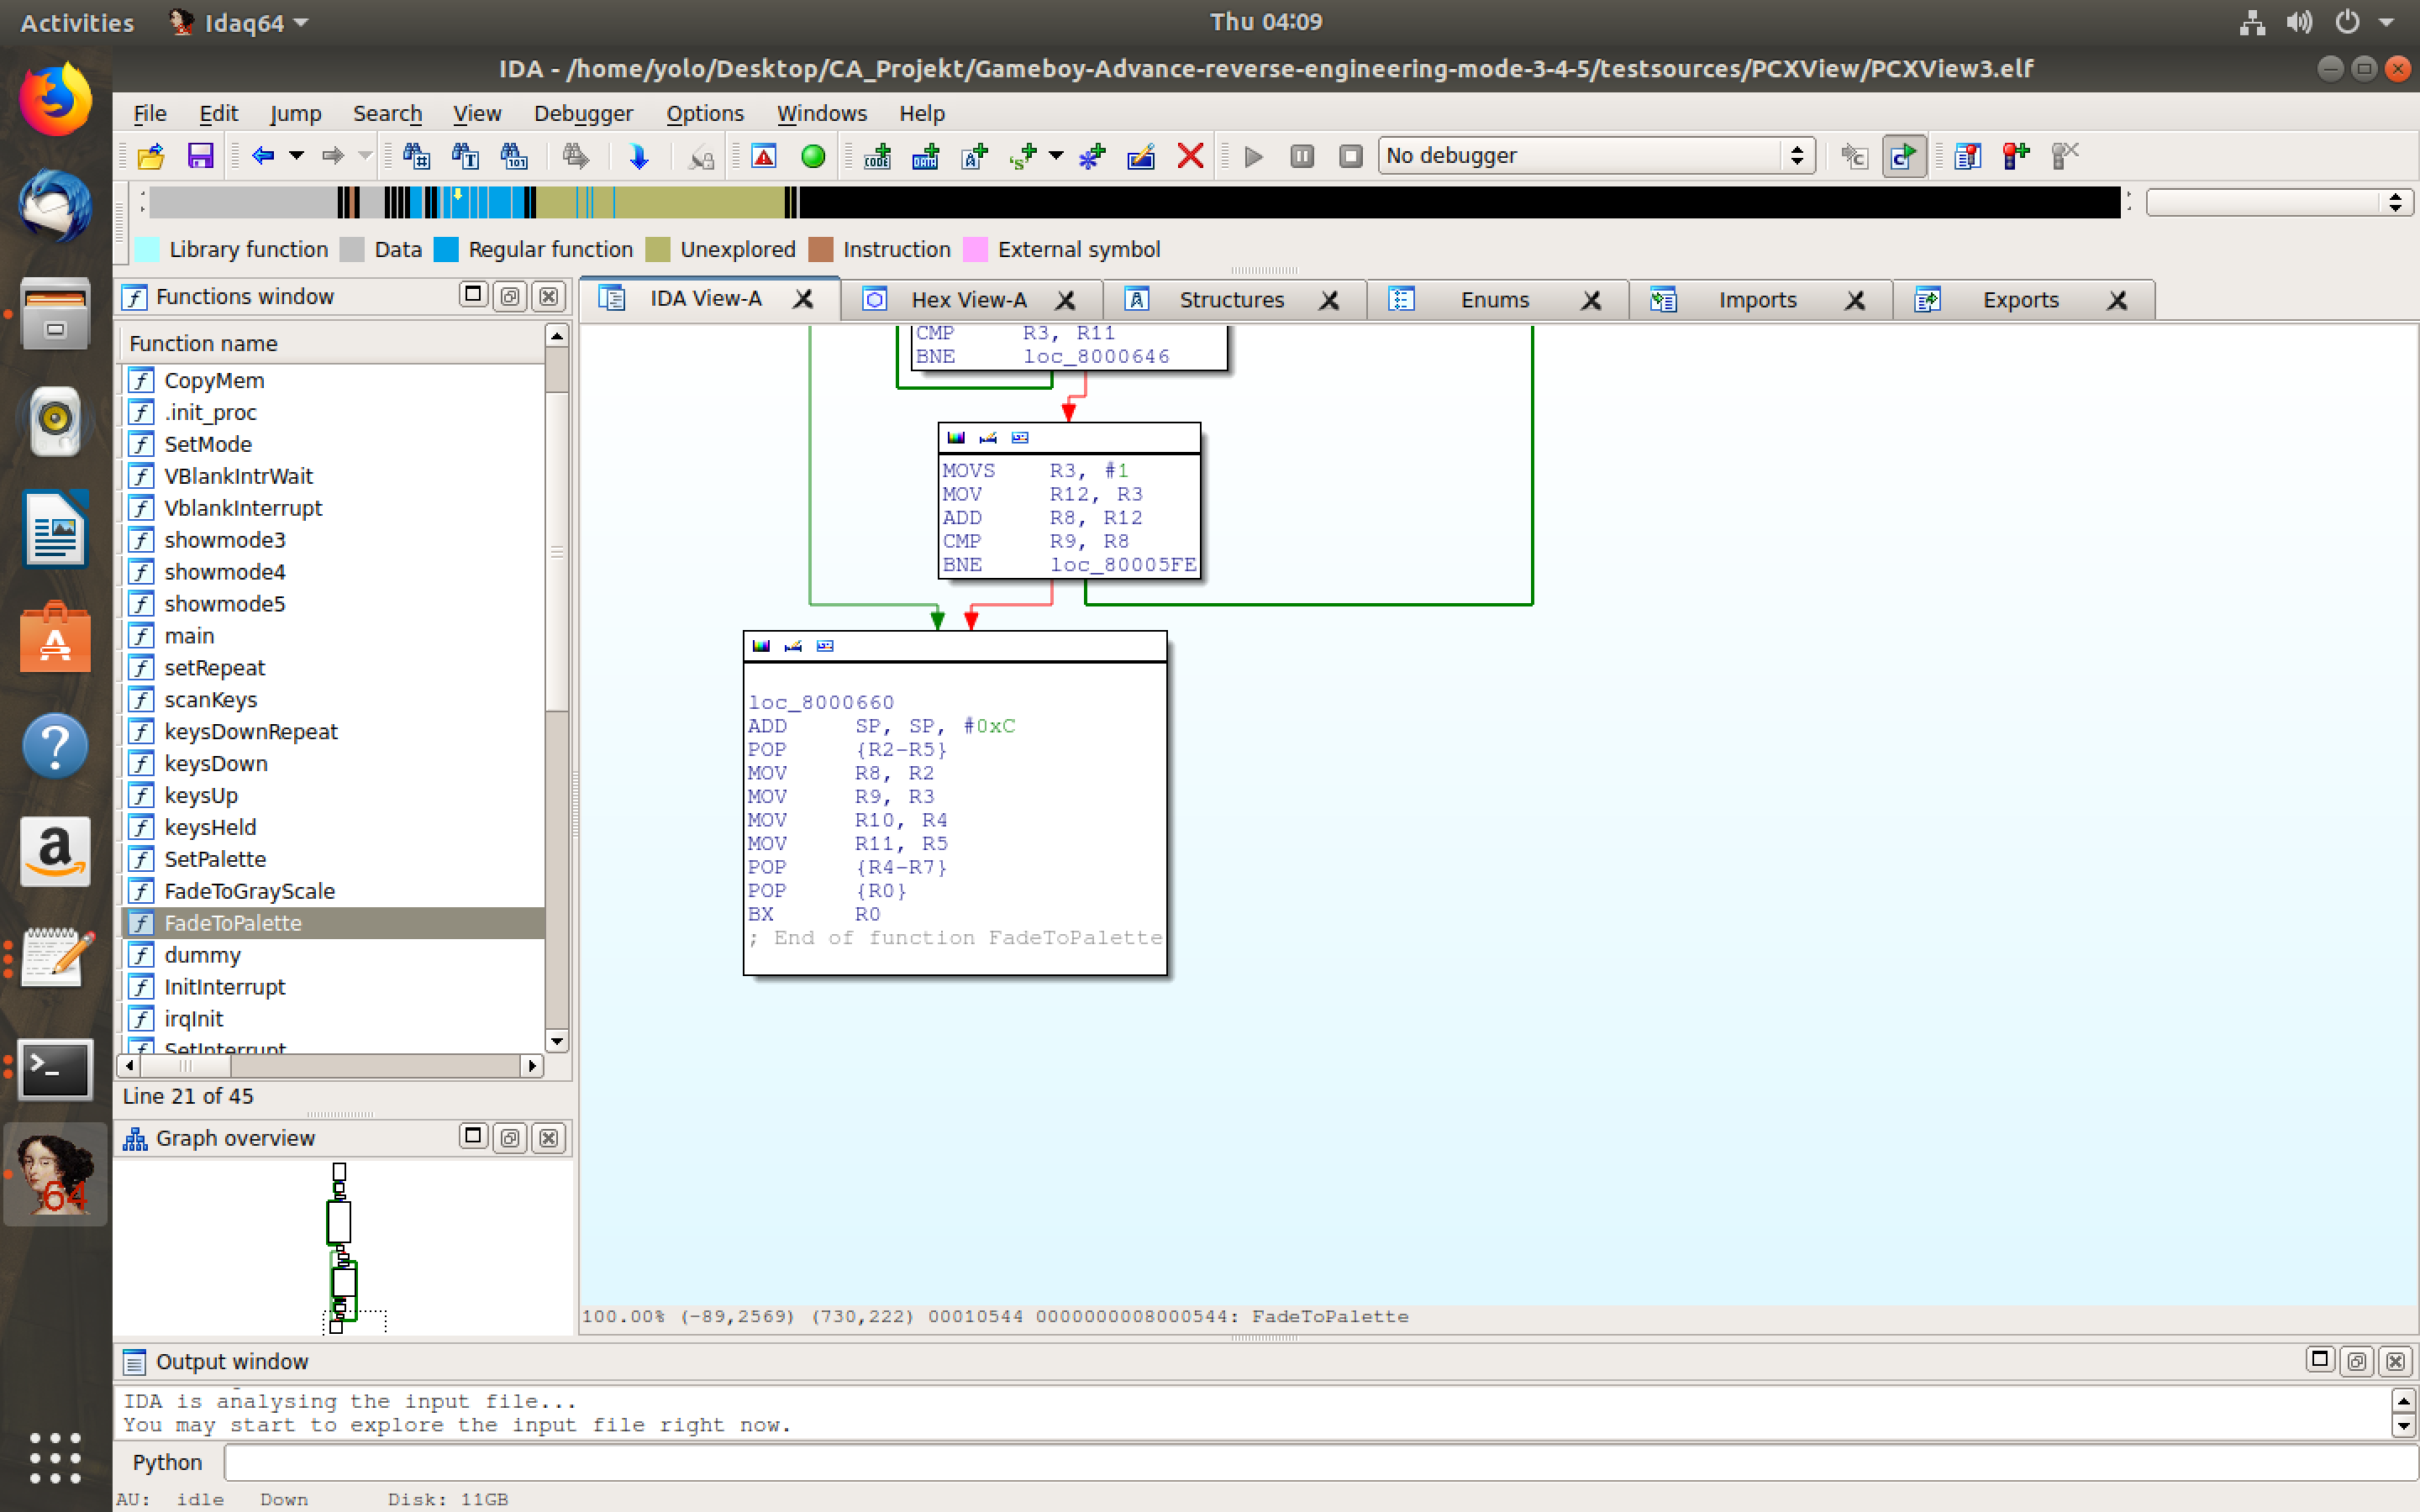 Activities Idaq64 Thu 04:09
IDA - /home/yolo/Desktop/CA_Projekt/Gameboy-Advance-reverse-engineering-mode-3-4-5/testsources/PCXView/PCXView3.elf
File Edit Jump Search View Debugger Options Windows Help
No debugger
Library function Data Regular function Unexplored Instruction External symbol
Functions window
Function name
CopyMem
.init_proc
SetMode
VBlankIntrWait
VblankInterrupt
showmode3
showmode4
showmode5
main
setRepeat
scanKeys
keysDownRepeat
keysDown
keysUp
keysHeld
SetPalette
FadeToGrayScale
FadeToPalette
dummy
InitInterrupt
irqInit
SetInterrupt
Line 21 of 45
Graph overview
IDA View-A Hex View-A Structures Enums Imports Exports
CMP R3, R11
BNE loc_8000646
MOVS R3, #1
MOV R12, R3
ADD R8, R12
CMP R9, R8
BNE loc_80005FE
loc_8000660
ADD SP, SP, #0xC
POP {R2-R5}
MOV R8, R2
MOV R9, R3
MOV R10, R4
MOV R11, R5
POP {R4-R7}
POP {R0}
BX R0
; End of function FadeToPalette
100.00% (-89,2569) (730,222) 00010544 0000000008000544: FadeToPalette
Output window
IDA is analysing the input file...
You may start to explore the input file right now.
Python
AU: idle Down Disk: 11GB